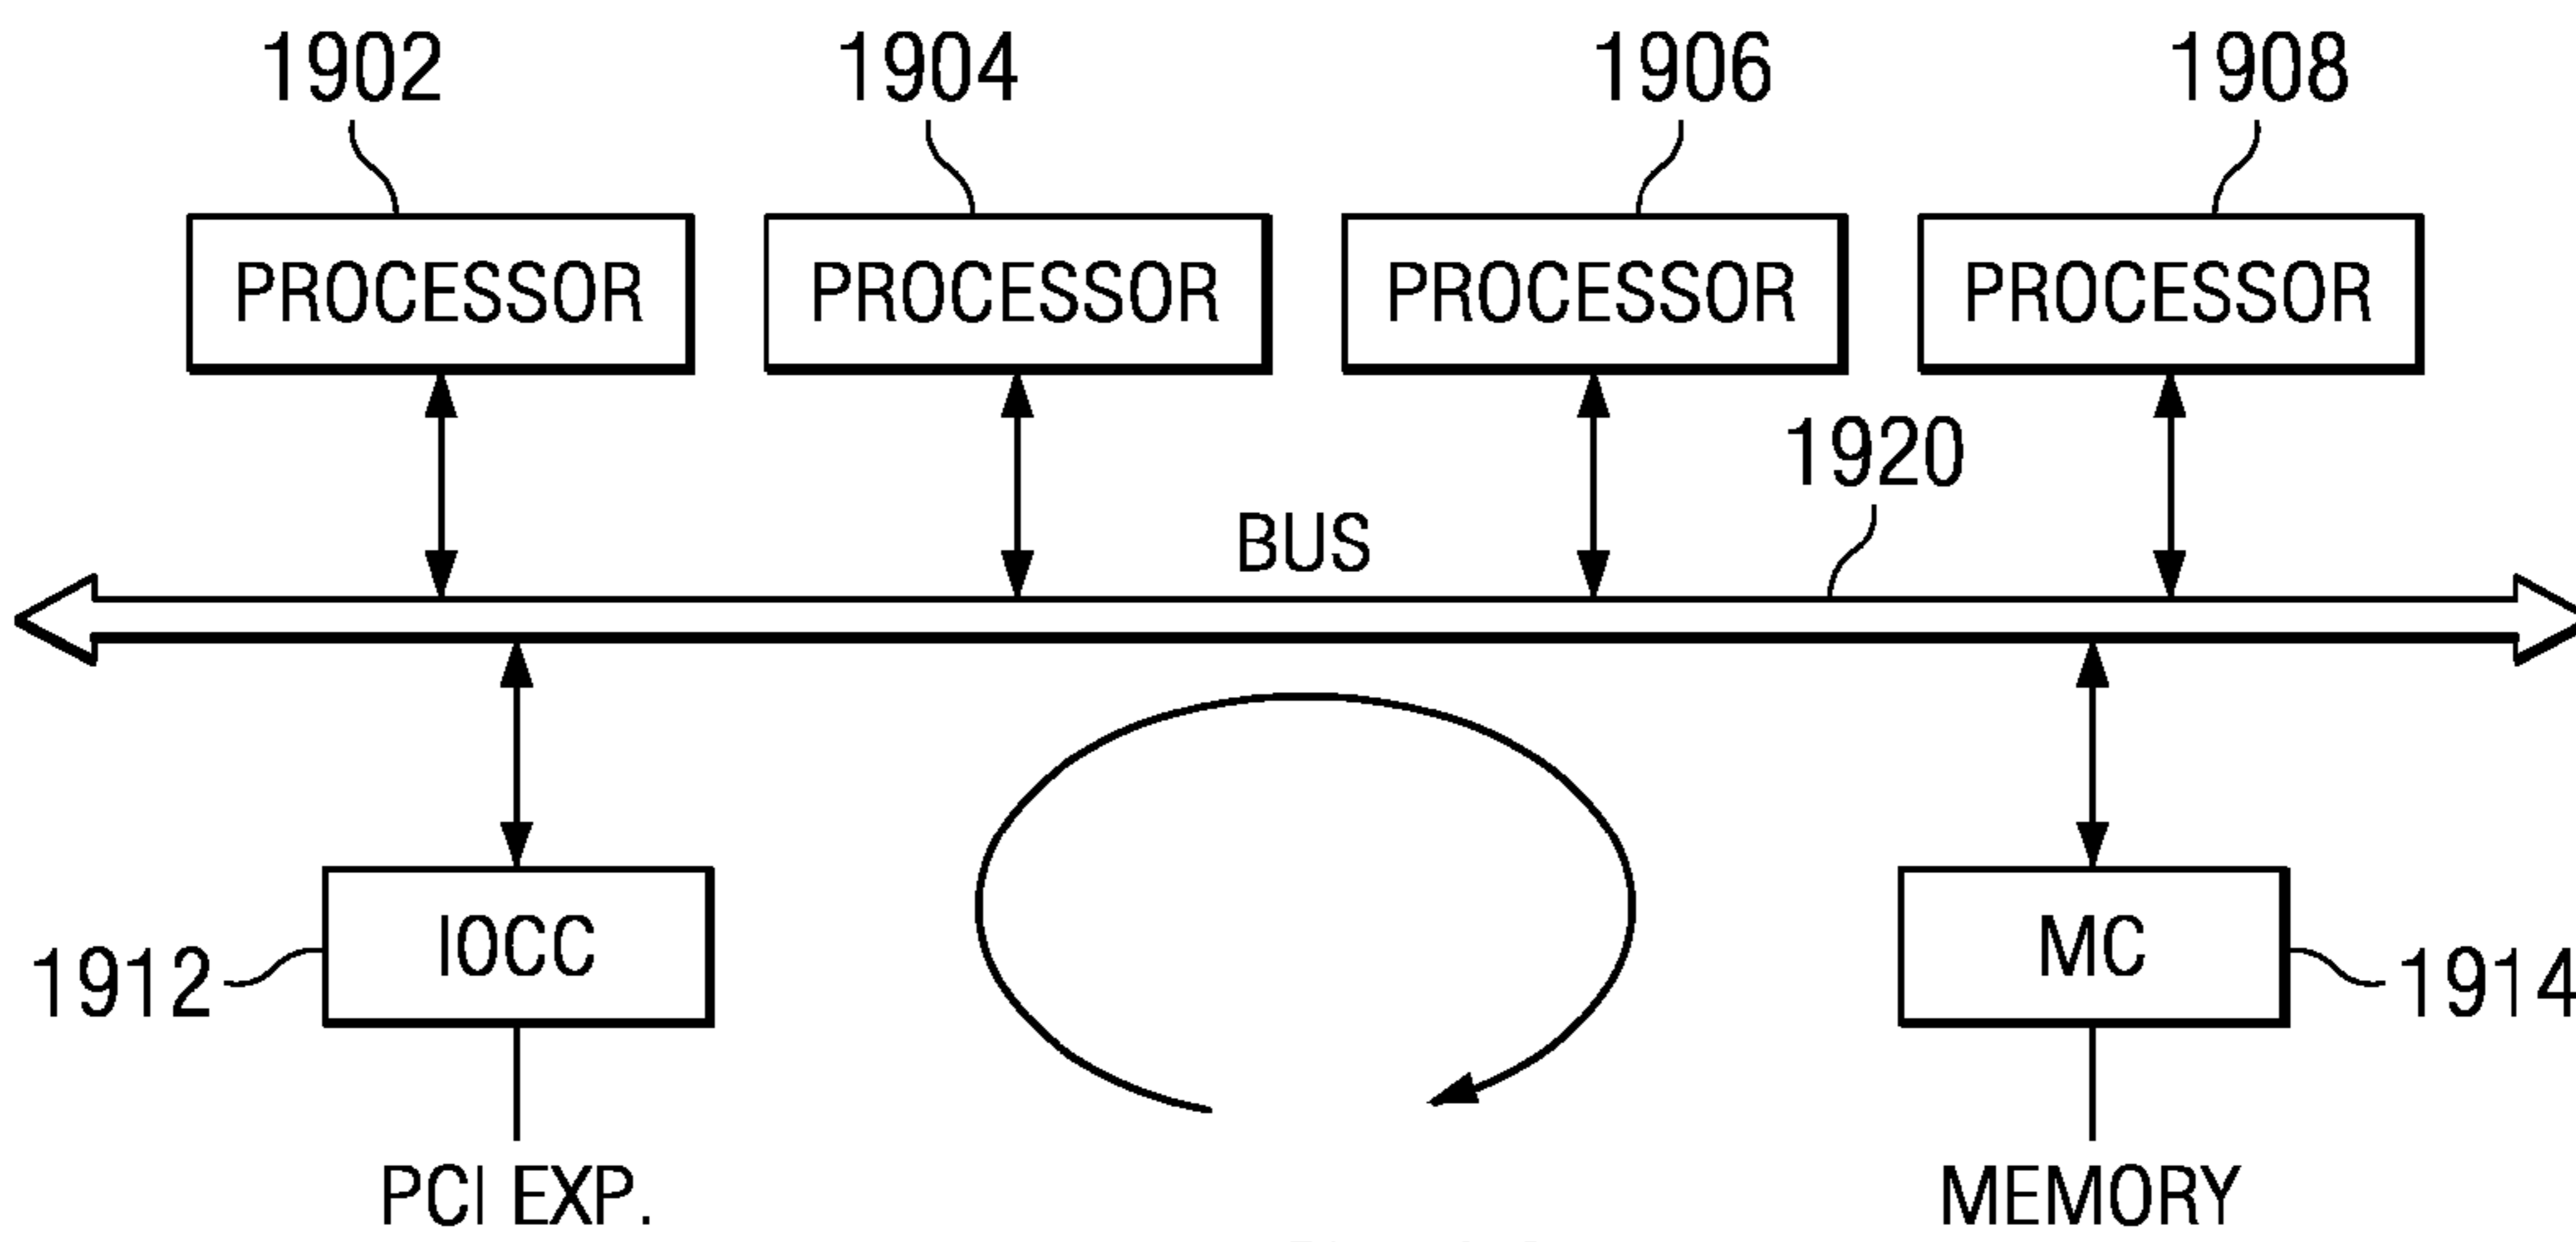 1902 1904 1906 1908
PROCESSOR PROCESSOR PROCESSOR PROCESSOR
1920
BUS
1912 IOCC MC 1914
PCI EXP. MEMORY